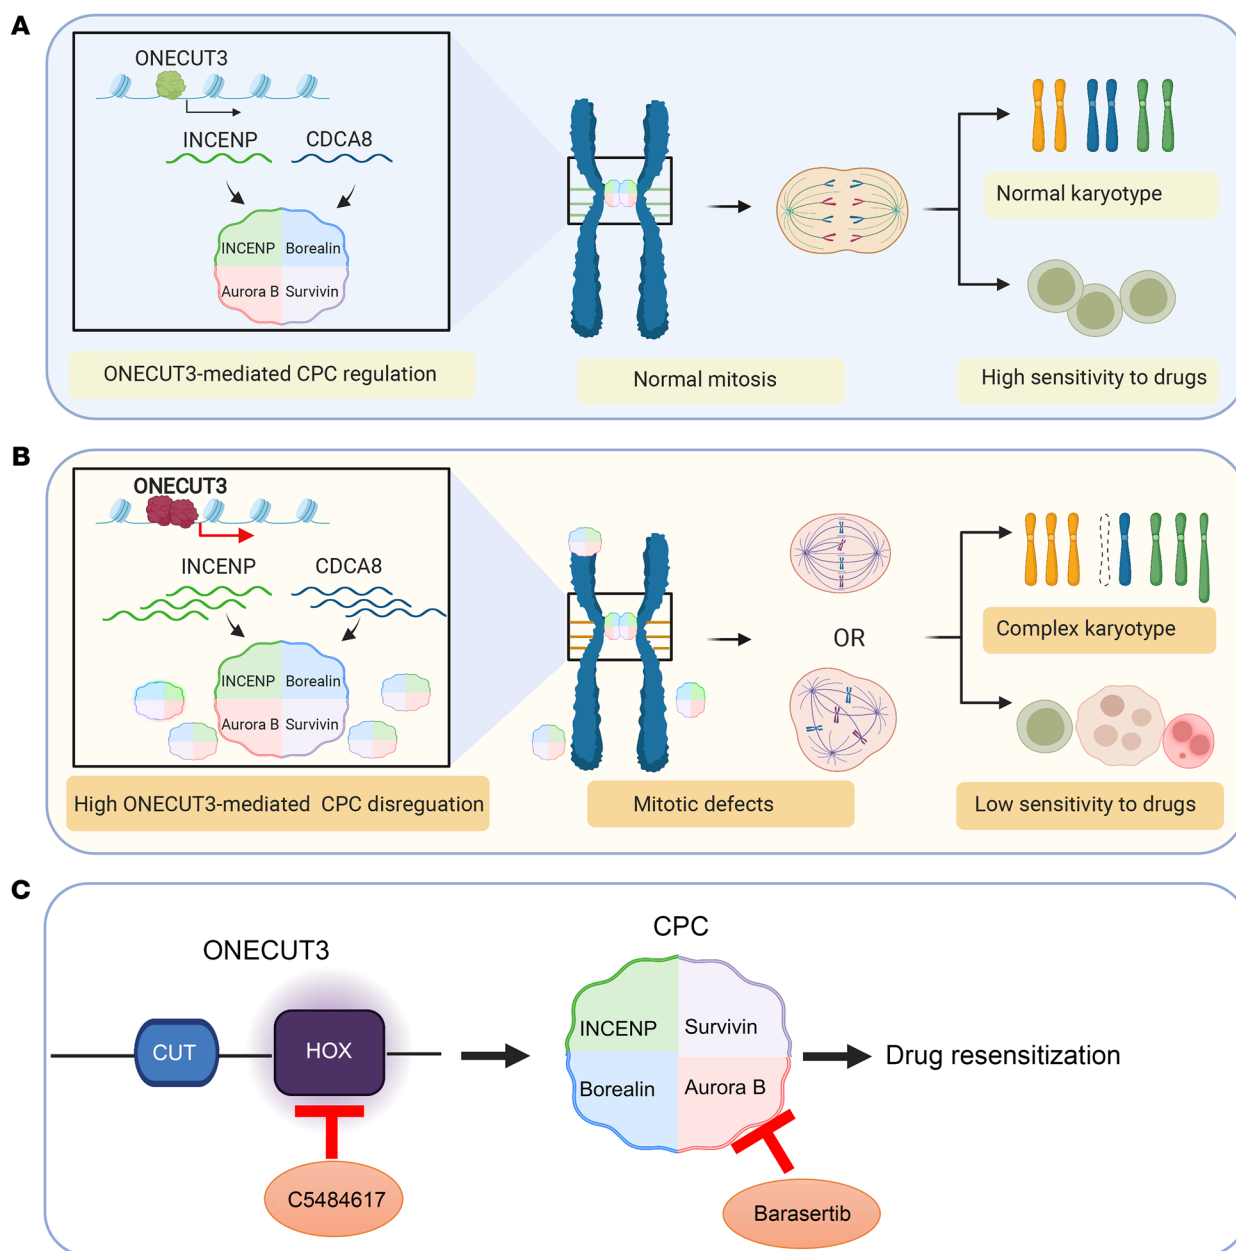 A
ONECUT3
INCENP CDCA8
INCENP Borealin
Aurora B Survivin
ONECUT3-mediated CPC regulation
Normal mitosis
Normal karyotype
High sensitivity to drugs
B
ONECUT3
INCENP CDCA8
INCENP Borealin
Aurora B Survivin
High ONECUT3-mediated CPC disreguation
OR
Mitotic defects
Complex karyotype
Low sensitivity to drugs
C
ONECUT3
CUT
HOX
C5484617
CPC
INCENP Survivin
Borealin Aurora B
Barasertib
Drug resensitization